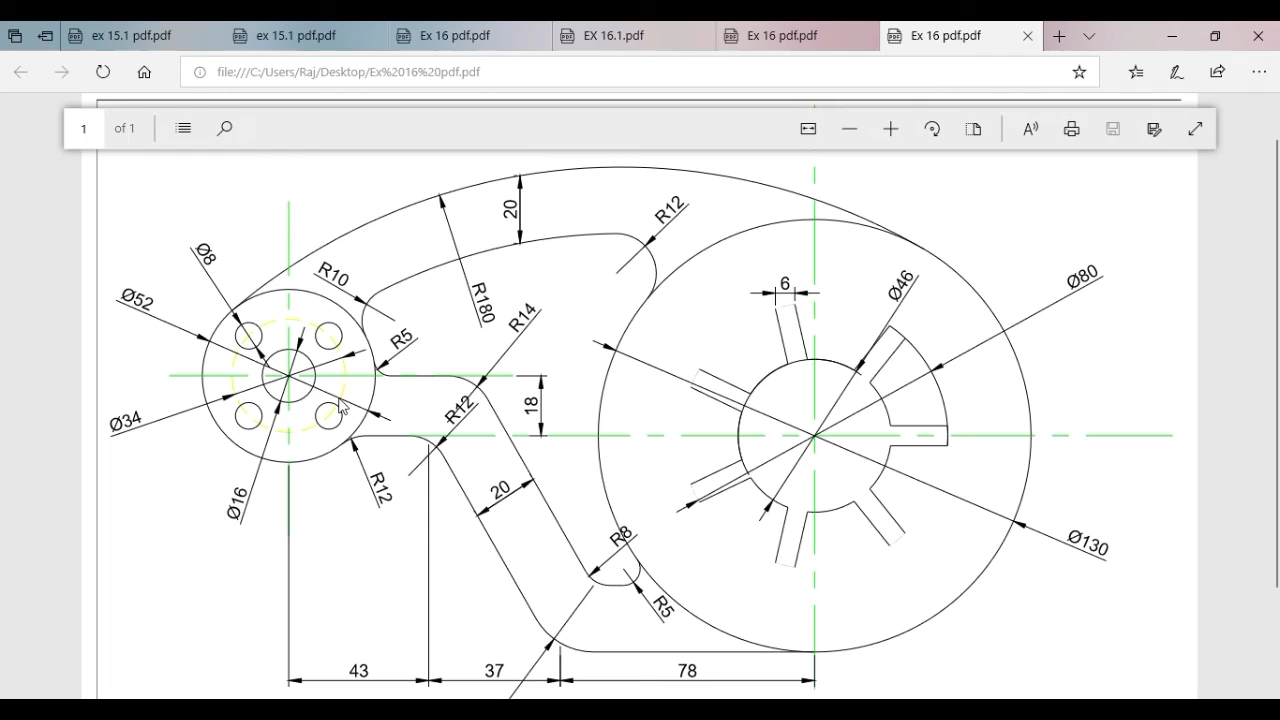 ex 15.1 pdf.pdf
ex 15.1 pdf.pdf
Ex 16 pdf.pdf
EX 16.1.pdf
Ex 16 pdf.pdf
Ex 16 pdf.pdf
file:///C:/Users/Raj/Desktop/Ex%2016%20pdf.pdf
1 of 1
R12
20
Ø8
R10
6
Ø46
Ø80
Ø52
R180
R14
R5
R12
18
Ø34
R12
20
Ø16
R8
Ø130
R5
43
37
78